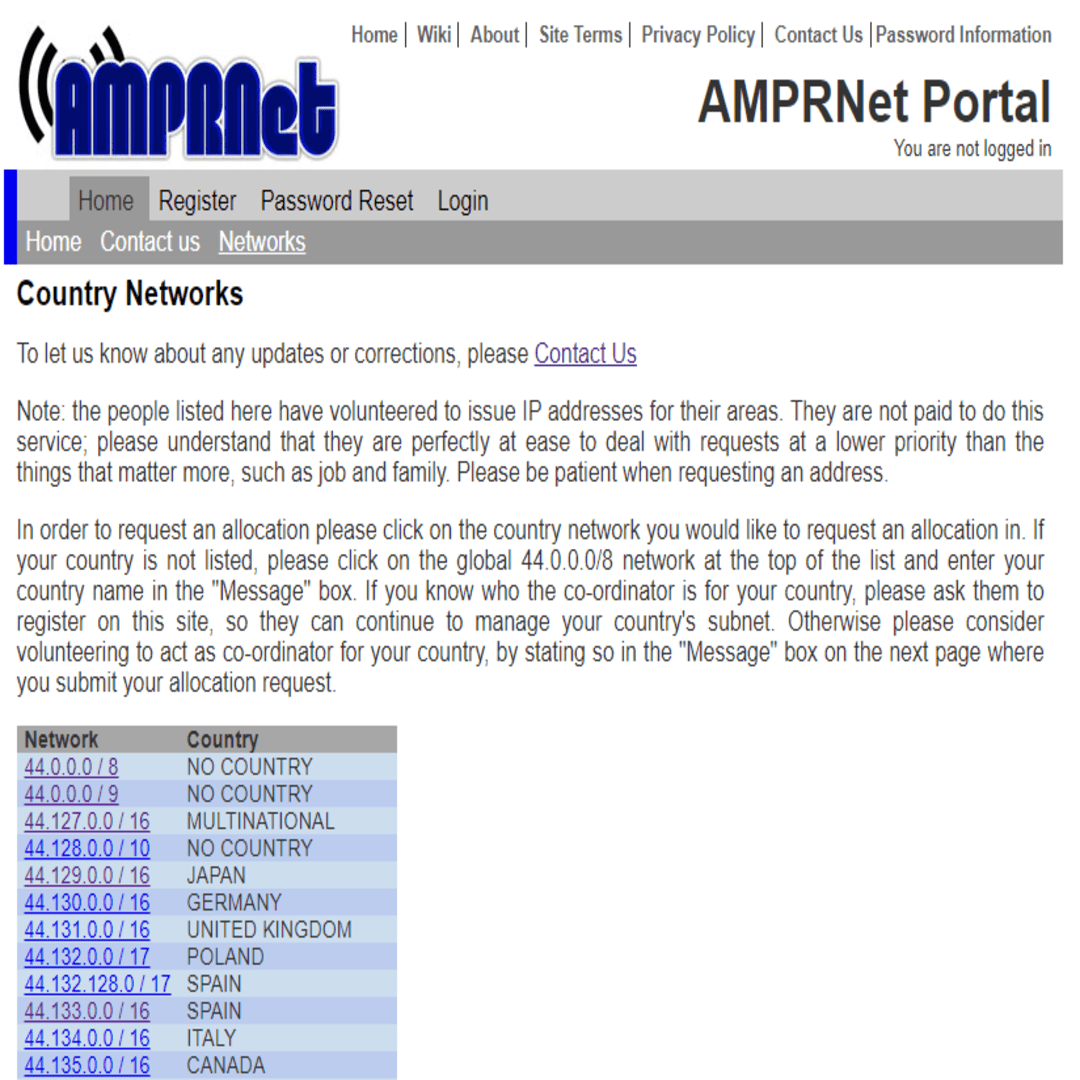 Home | Wiki | About | Site Terms | Privacy Policy | Contact Us | Password Information
AMPRNet
AMPRNet Portal
You are not logged in
Home Register Password Reset Login
Home Contact us Networks
Country Networks
To let us know about any updates or corrections, please Contact Us
Note: the people listed here have volunteered to issue IP addresses for their areas. They are not paid to do this
service; please understand that they are perfectly at ease to deal with requests at a lower priority than the
things that matter more, such as job and family. Please be patient when requesting an address.
In order to request an allocation please click on the country network you would like to request an allocation in. If
your country is not listed, please click on the global 44.0.0.0/8 network at the top of the list and enter your
country name in the "Message" box. If you know who the co-ordinator is for your country, please ask them to
register on this site, so they can continue to manage your country's subnet. Otherwise please consider
volunteering to act as co-ordinator for your country, by stating so in the "Message" box on the next page where
you submit your allocation request.
Network Country
44.0.0.0 / 8 NO COUNTRY
44.0.0.0 / 9 NO COUNTRY
44.127.0.0 / 16 MULTINATIONAL
44.128.0.0 / 10 NO COUNTRY
44.129.0.0 / 16 JAPAN
44.130.0.0 / 16 GERMANY
44.131.0.0 / 16 UNITED KINGDOM
44.132.0.0 / 17 POLAND
44.132.128.0 / 17 SPAIN
44.133.0.0 / 16 SPAIN
44.134.0.0 / 16 ITALY
44.135.0.0 / 16 CANADA